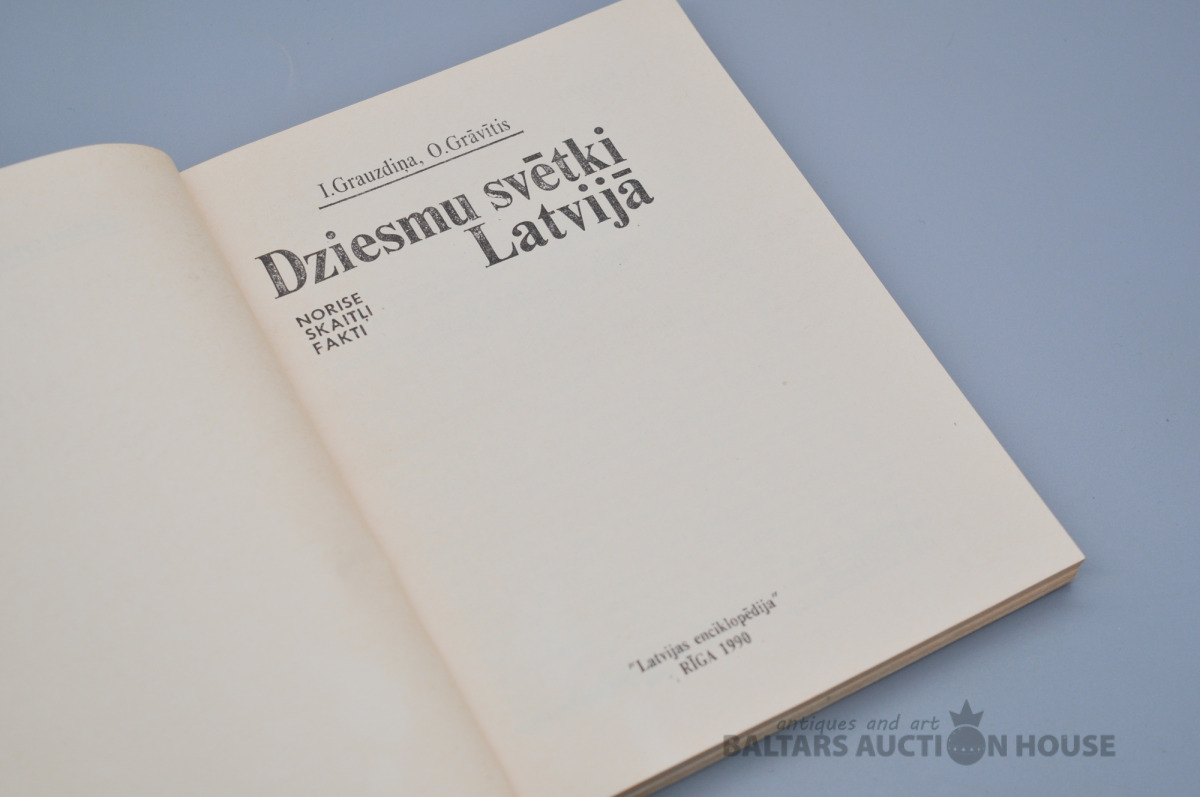 I.Grauzdiņa, O.Grāvītis
Dziesmu svētki
Latvijā
NORISE
SKAITĻI
FAKTI
"Latvijas enciklopēdija"
RĪGA 1990
antiques and art
BALTARS AUCTION HOUSE